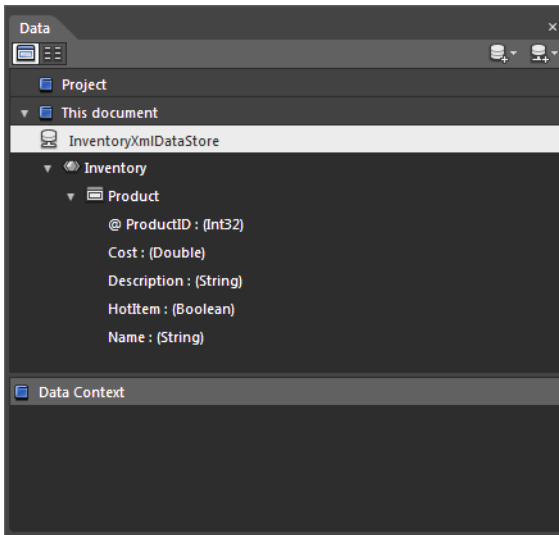 Data
Project
This document
InventoryXmlDataStore
Inventory
Product
@ ProductID : (Int32)
Cost : (Double)
Description : (String)
HotItem : (Boolean)
Name : (String)
Data Context